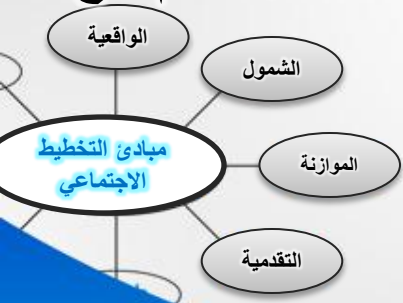 الواقعية
الشمول
مبادئ التخطيط
الاجتماعي
الموازنة
التقدمية